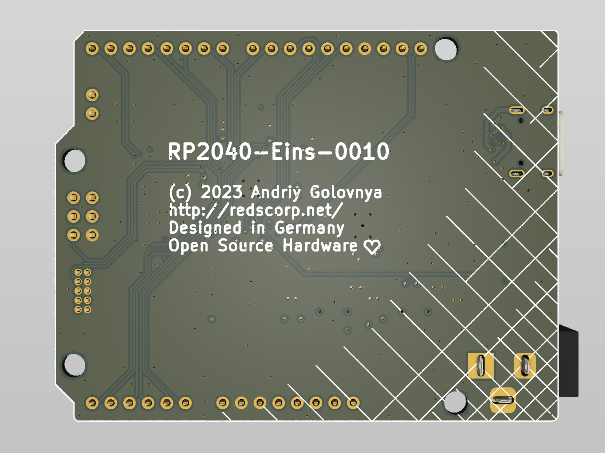 RP2040-Eins-0010
(c) 2023 Andriy Golovnya
http://redscorp.net/
Designed in Germany
Open Source Hardware ♡